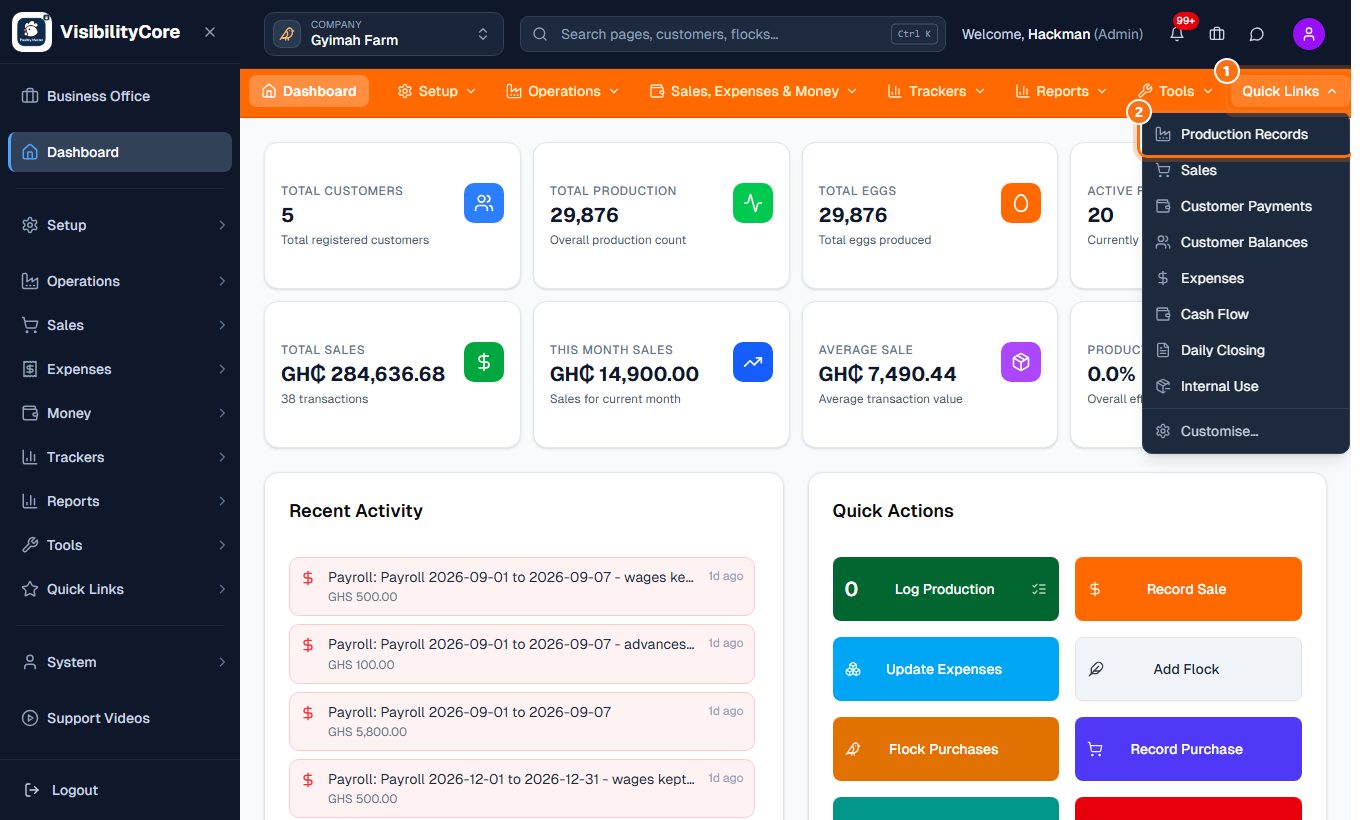 VisibilityCore
COMPANY
Gyimah Farm
Search pages, customers, flocks...
Ctrl K
Welcome, Hackman (Admin)
99+
Business Office
Dashboard
Setup
Operations
Sales
Expenses
Money
Trackers
Reports
Tools
Quick Links
System
Support Videos
Logout
Dashboard
Setup
Operations
Sales, Expenses & Money
Trackers
Reports
Tools
1
Quick Links
2
Production Records
Sales
Customer Payments
Customer Balances
Expenses
Cash Flow
Daily Closing
Internal Use
Customise...
TOTAL CUSTOMERS
5
Total registered customers
TOTAL PRODUCTION
29,876
Overall production count
TOTAL EGGS
29,876
Total eggs produced
ACTIVE F
20
Currently
TOTAL SALES
GH₵ 284,636.68
38 transactions
THIS MONTH SALES
GH₵ 14,900.00
Sales for current month
AVERAGE SALE
GH₵ 7,490.44
Average transaction value
PRODUC
0.0%
Overall eff
Recent Activity
Payroll: Payroll 2026-09-01 to 2026-09-07 - wages ke... 1d ago
GHS 500.00
Payroll: Payroll 2026-09-01 to 2026-09-07 - advances... 1d ago
GHS 100.00
Payroll: Payroll 2026-09-01 to 2026-09-07 1d ago
GHS 5,800.00
Payroll: Payroll 2026-12-01 to 2026-12-31 - wages kept... 1d ago
GHS 500.00
Quick Actions
Log Production
Record Sale
Update Expenses
Add Flock
Flock Purchases
Record Purchase